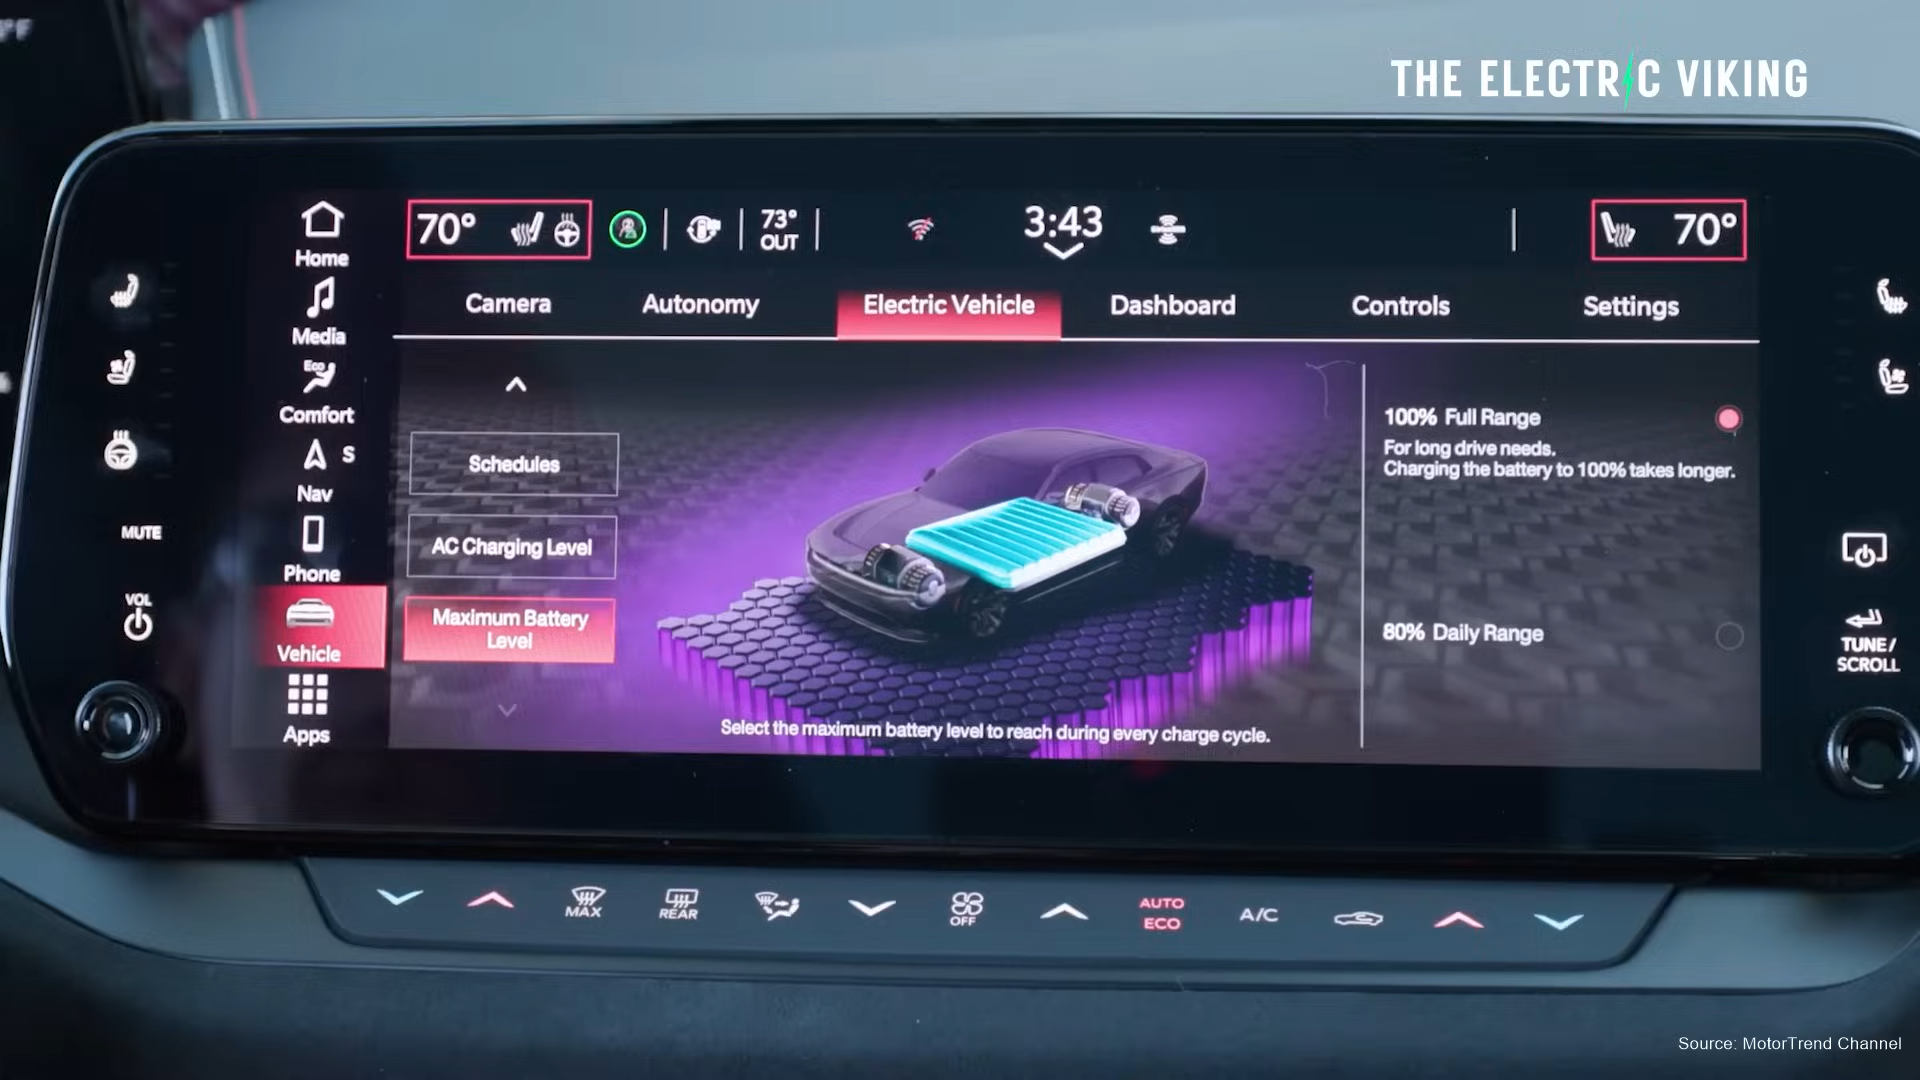 THE ELECTRIC VIKING
70°
73°
OUT
3:43
70°
Home
Media
Eco
Comfort
S
Nav
Phone
Vehicle
Apps
Camera
Autonomy
Electric Vehicle
Dashboard
Controls
Settings
Schedules
AC Charging Level
Maximum Battery
Level
100% Full Range
For long drive needs.
Charging the battery to 100% takes longer.
80% Daily Range
Select the maximum battery level to reach during every charge cycle.
MUTE
VOL
TUNE/
SCROLL
MAX
REAR
OFF
AUTO
ECO
A/C
Source: MotorTrend Channel